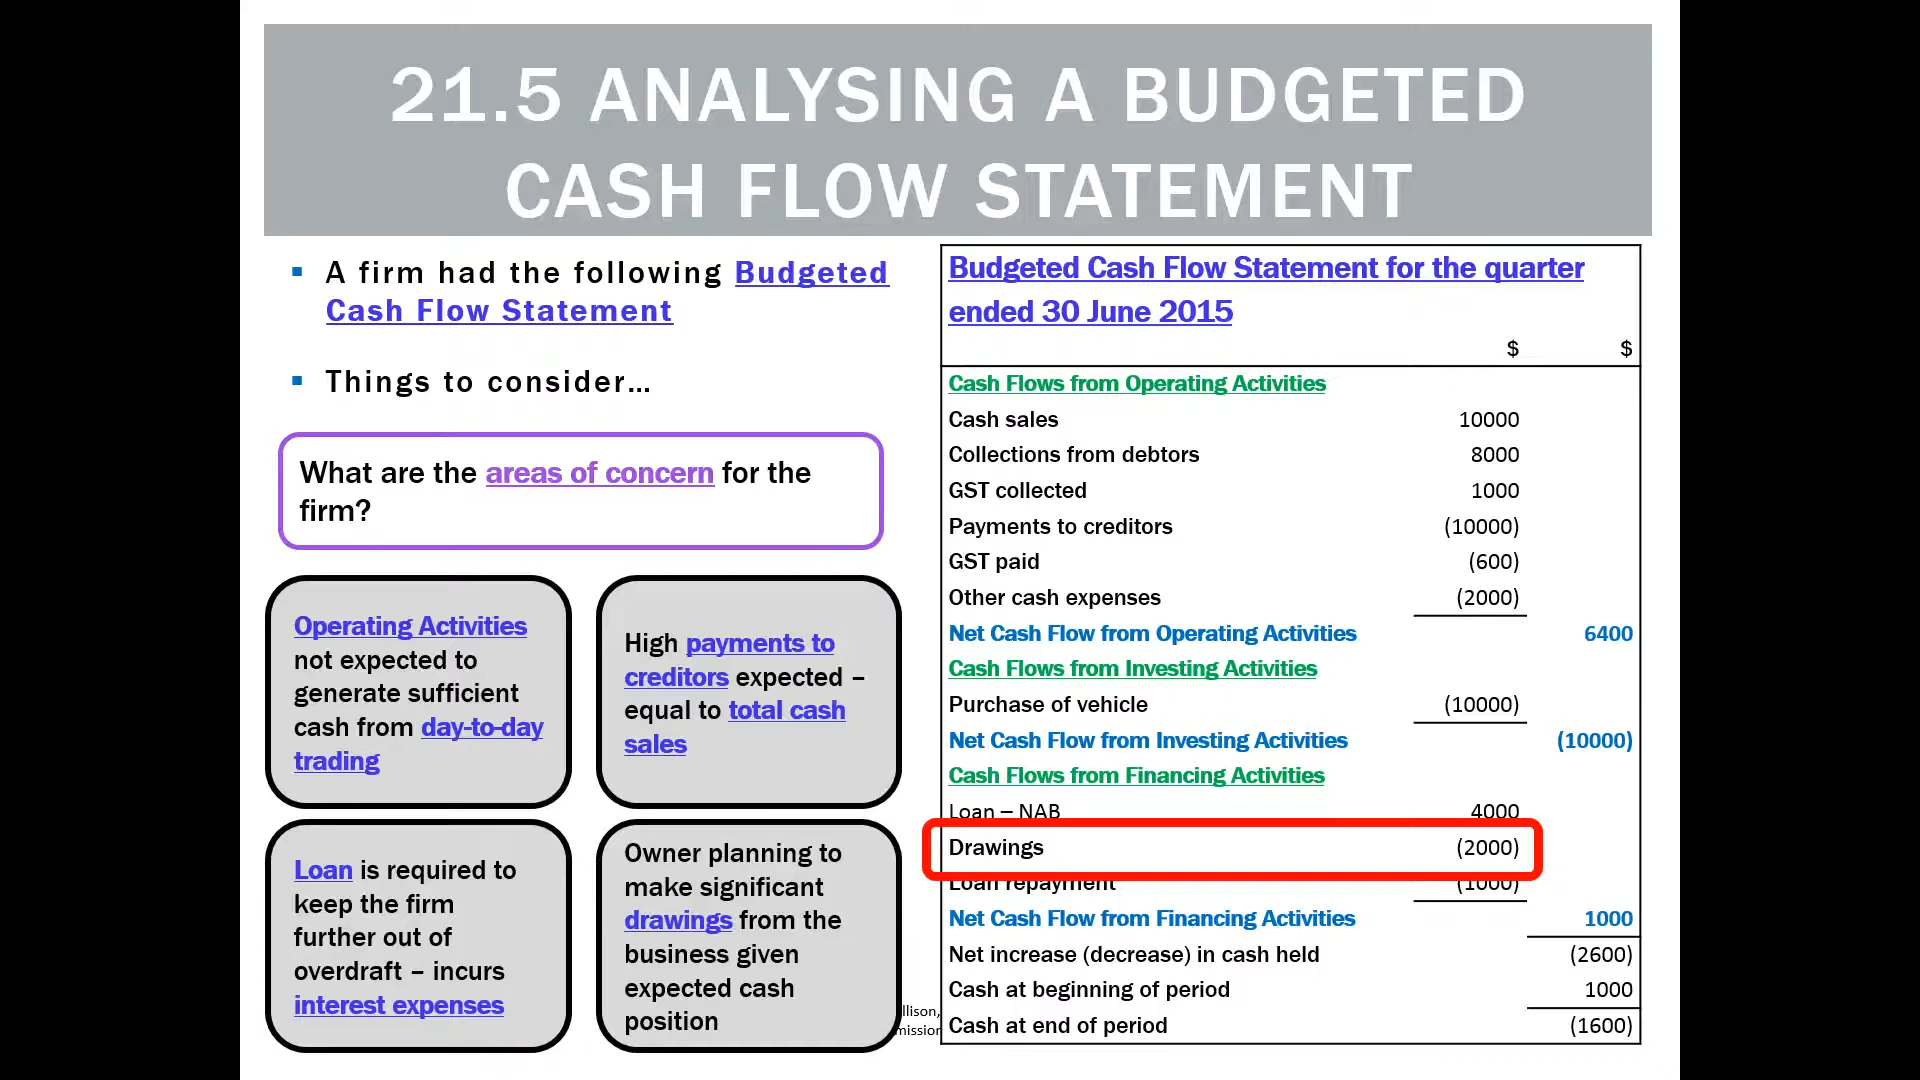 21.5 ANALYSING A BUDGETED
CASH FLOW STATEMENT
▪ A firm had the following Budgeted
Cash Flow Statement
▪ Things to consider…
What are the areas of concern for the
firm?
Operating Activities
not expected to
generate sufficient
cash from day-to-day
trading
High payments to
creditors expected –
equal to total cash
sales
Loan is required to
keep the firm
further out of
overdraft – incurs
interest expenses
Owner planning to
make significant
drawings from the
business given
expected cash
position
Budgeted Cash Flow Statement for the quarter
ended 30 June 2015
$ $
Cash Flows from Operating Activities
Cash sales 10000
Collections from debtors 8000
GST collected 1000
Payments to creditors (10000)
GST paid (600)
Other cash expenses (2000)
Net Cash Flow from Operating Activities 6400
Cash Flows from Investing Activities
Purchase of vehicle (10000)
Net Cash Flow from Investing Activities (10000)
Cash Flows from Financing Activities
Loan – NAB 4000
Drawings (2000)
Loan repayment (1000)
Net Cash Flow from Financing Activities 1000
Net increase (decrease) in cash held (2600)
Cash at beginning of period 1000
Cash at end of period (1600)